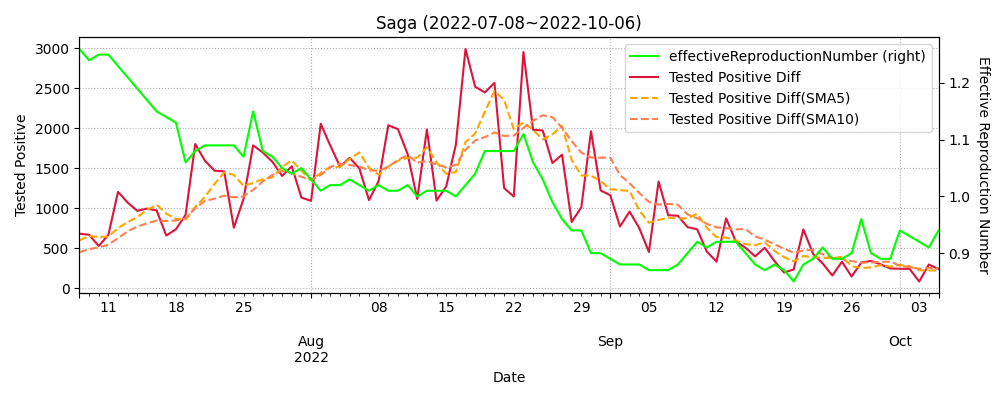 Saga (2022-07-08~2022-10-06)
effectiveReproductionNumber (right)
Tested Positive Diff
Tested Positive Diff(SMA5)
Tested Positive Diff(SMA10)
Tested Positive
3000
2500
2000
1500
1000
500
0
1.2
1.1
1.0
0.9
Effective Reproduction Number
11 18 25 08 15 22 29 05 12 19 26 03
Aug Sep Oct
2022
Date